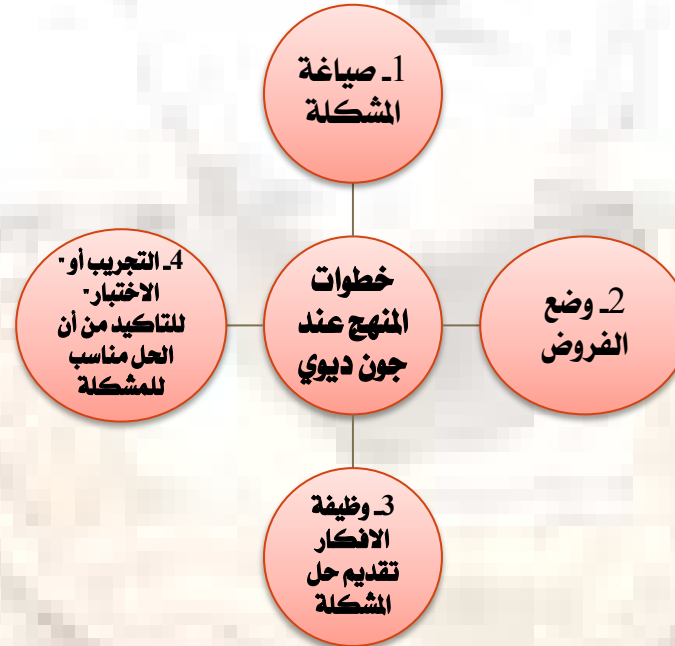 1ـ صياغة
المشكلة
خطوات
المنهج عند
جون ديوي
2ـ وضع
الفروض
3ـ وظيفة
الافكار
تقديم حل
المشكلة
4ـ التجريب أو "
الاختبار"
للتاكيد من أن
الحل مناسب
للمشكلة